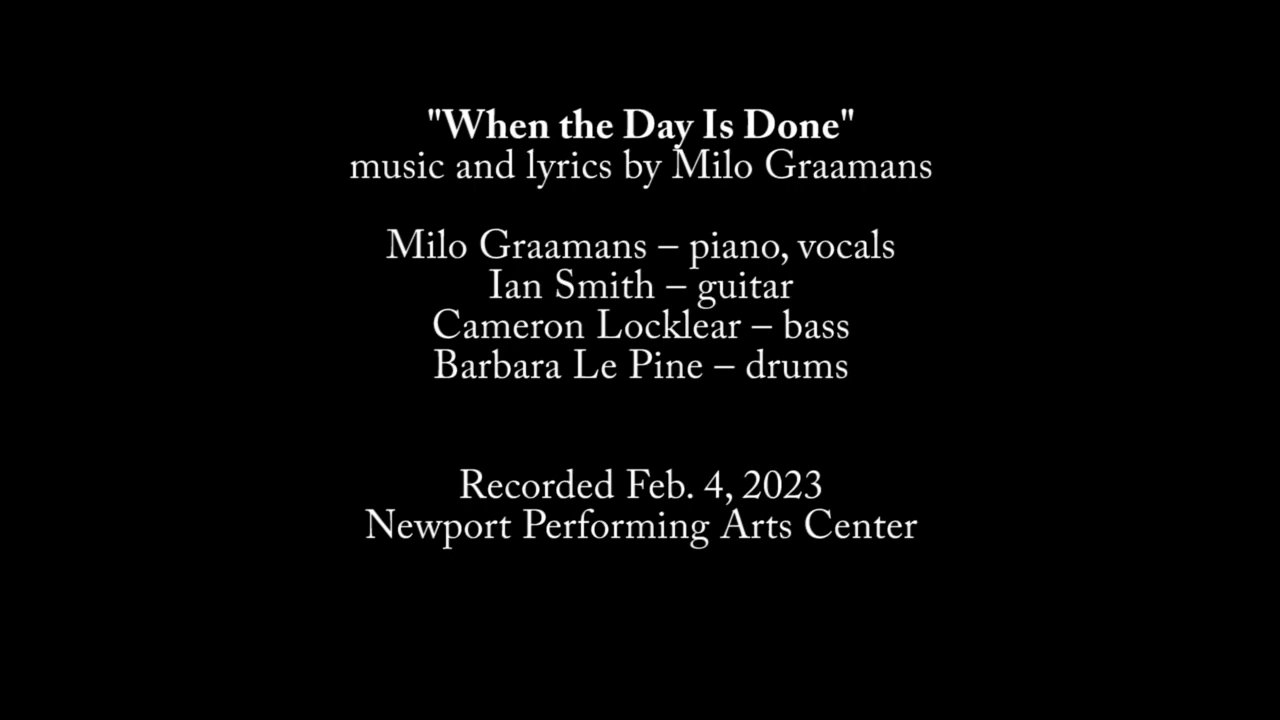 "When the Day Is Done"
music and lyrics by Milo Graamans
Milo Graamans – piano, vocals
Ian Smith – guitar
Cameron Locklear – bass
Barbara Le Pine – drums
Recorded Feb. 4, 2023
Newport Performing Arts Center